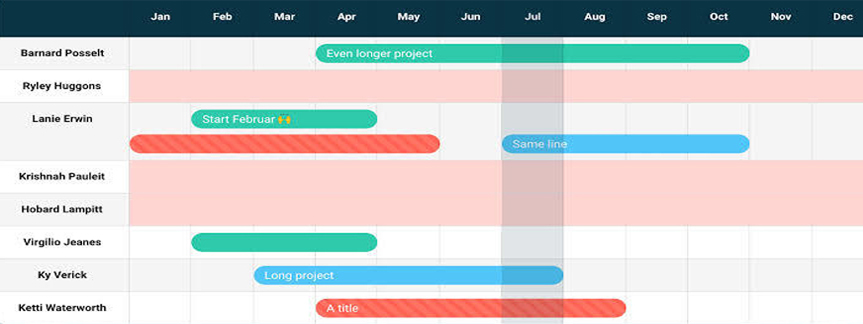 Jan Feb Mar Apr May Jun Jul Aug Sep Oct Nov Dec
Barnard Posselt Even longer project
Ryley Huggons
Lanie Erwin Start Februar 🙌
Same line
Krishnah Pauleit
Hobard Lampitt
Virgilio Jeanes
Ky Verick Long project
Ketti Waterworth A title